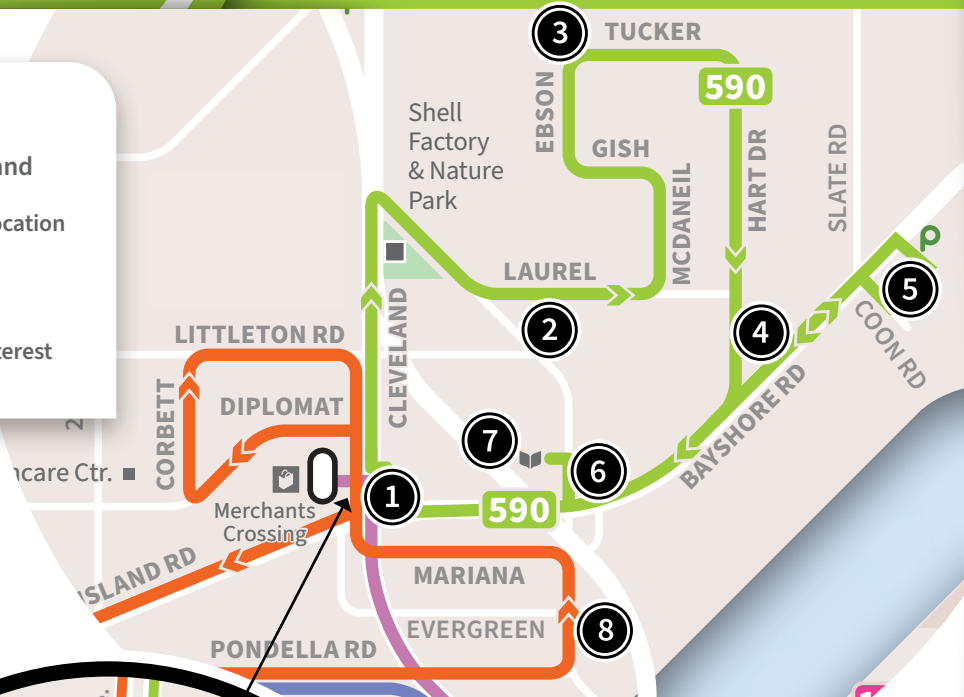 3
TUCKER
590
EBSON
Shell
Factory
& Nature
Park
GISH
HART DR
SLATE RD
MCDANEIL
and
ocation
P
LAUREL
5
2
4
LITTLETON RD
CLEVELAND
COON RD
erest
CORBETT
DIPLOMAT
BAYSHORE RD
2
7
6
ncare Ctr.
1
590
Merchants
Crossing
ISLAND RD
MARIANA
EVERGREEN
8
PONDELLA RD